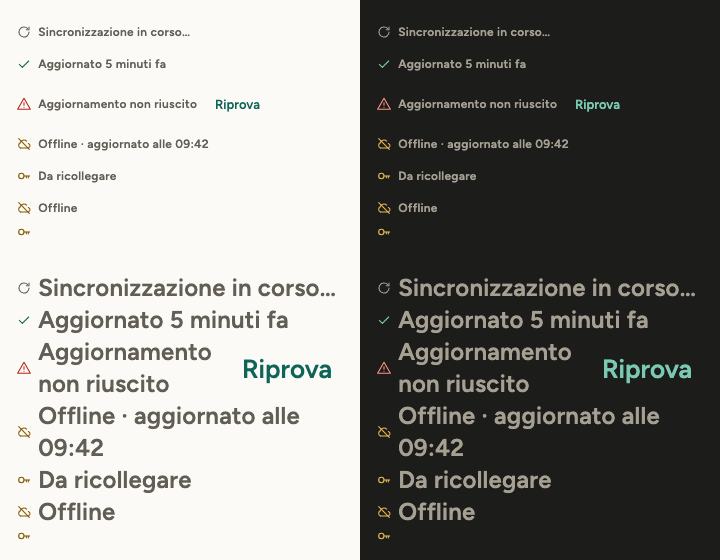 Sincronizzazione in corso...
Aggiornato 5 minuti fa
Aggiornamento non riuscito Riprova
Offline · aggiornato alle 09:42
Da ricollegare
Offline
Sincronizzazione in corso...
Aggiornato 5 minuti fa
Aggiornamento
non riuscito Riprova
Offline · aggiornato alle
09:42
Da ricollegare
Offline
Sincronizzazione in corso...
Aggiornato 5 minuti fa
Aggiornamento non riuscito Riprova
Offline · aggiornato alle 09:42
Da ricollegare
Offline
Sincronizzazione in corso...
Aggiornato 5 minuti fa
Aggiornamento
non riuscito Riprova
Offline · aggiornato alle
09:42
Da ricollegare
Offline